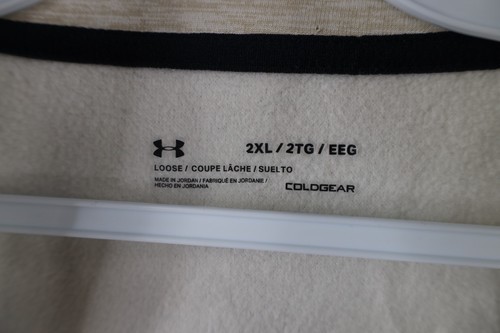 2XL / 2TG / EEG
LOOSE / COUPE LÂCHE / SUELTO
MADE IN JORDAN / FABRIQUÉ EN JORDANIE /
HECHO EN JORDANIA
COLDGEAR